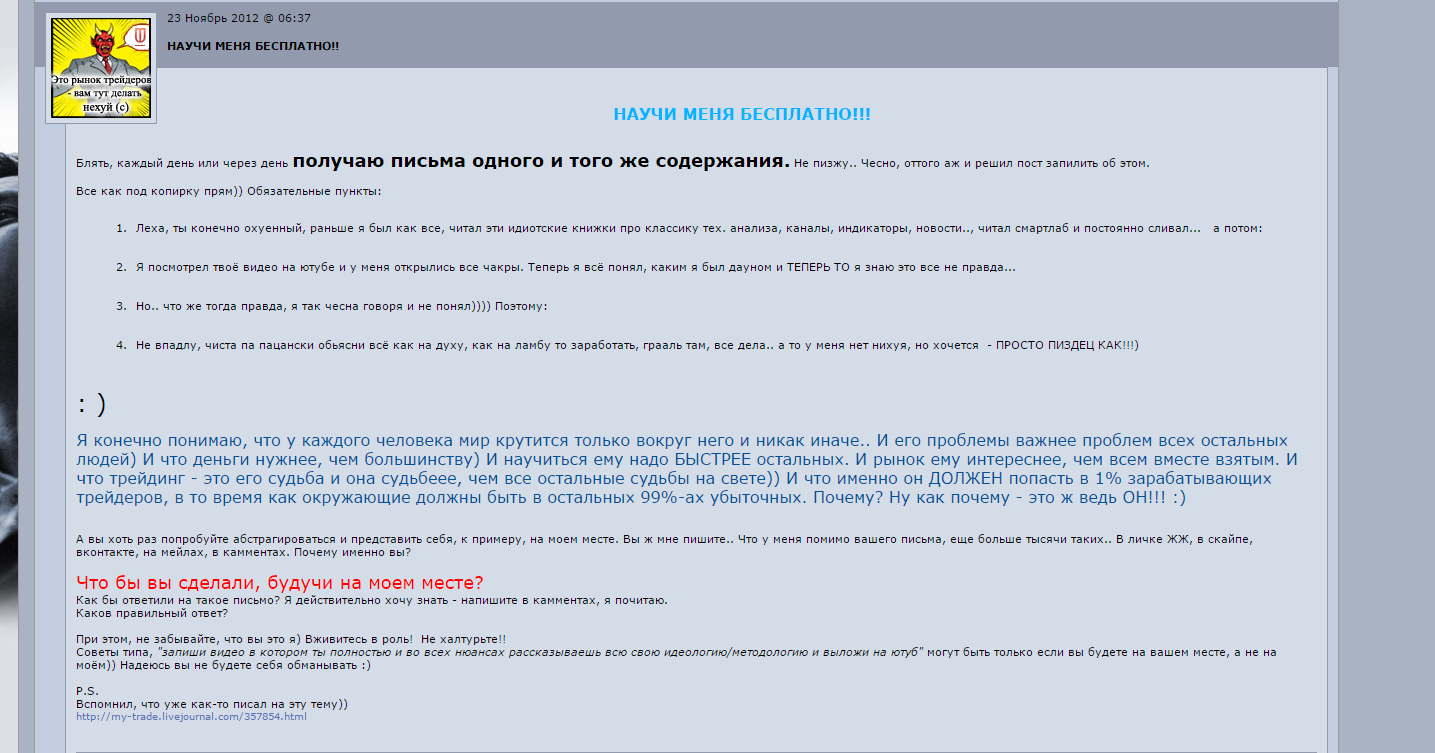 23 Ноябрь 2012 @ 06:37
НАУЧИ МЕНЯ БЕСПЛАТНО!!
Это рынок трейдеров
- вам тут делать
нехуй (с)
НАУЧИ МЕНЯ БЕСПЛАТНО!!!
Блять, каждый день или через день получаю письма одного и того же содержания. Не пизжу.. Чесно, оттого аж и решил пост запилить об этом.
Все как под копирку прям)) Обязательные пункты:
1. Леха, ты конечно охуенный, раньше я был как все, читал эти идиотские книжки про классику тех. анализа, каналы, индикаторы, новости.., читал смартлаб и постоянно сливал... а потом:
2. Я посмотрел твоё видео на ютубе и у меня открылись все чакры. Теперь я всё понял, каким я был дауном и ТЕПЕРЬ ТО я знаю это все не правда...
3. Но.. что же тогда правда, я так чесна говоря и не понял)))) Поэтому:
4. Не впадлу, чиста па пацански обьясни всё как на духу, как на ламбу то заработать, грааль там, все дела.. а то у меня нет нихуя, но хочется - ПРОСТО ПИЗДЕЦ КАК!!!)
: )
Я конечно понимаю, что у каждого человека мир крутится только вокруг него и никак иначе.. И его проблемы важнее проблем всех остальных
людей) И что деньги нужнее, чем большинству) И научиться ему надо БЫСТРЕЕ остальных. И рынок ему интереснее, чем всем вместе взятым. И
что трейдинг - это его судьба и она судьбеее, чем все остальные судьбы на свете)) И что именно он ДОЛЖЕН попасть в 1% зарабатывающих
трейдеров, в то время как окружающие должны быть в остальных 99%-ах убыточных. Почему? Ну как почему - это ж ведь ОН!!! :)
А вы хоть раз попробуйте абстрагироваться и представить себя, к примеру, на моем месте. Вы ж мне пишите.. Что у меня помимо вашего письма, еще больше тысячи таких.. В личке ЖЖ, в скайпе,
вконтакте, на мейлах, в камментах. Почему именно вы?
Что бы вы сделали, будучи на моем месте?
Как бы ответили на такое письмо? Я действительно хочу знать - напишите в камментах, я почитаю.
Каков правильный ответ?
При этом, не забывайте, что вы это я) Вживитесь в роль! Не халтурьте!!
Советы типа, "запиши видео в котором ты полностью и во всех нюансах рассказываешь всю свою идеологию/методологию и выложи на ютуб" могут быть только если вы будете на вашем месте, а не на
моём)) Надеюсь вы не будете себя обманывать :)
P.S.
Вспомнил, что уже как-то писал на эту тему))
http://my-trade.livejournal.com/357854.html